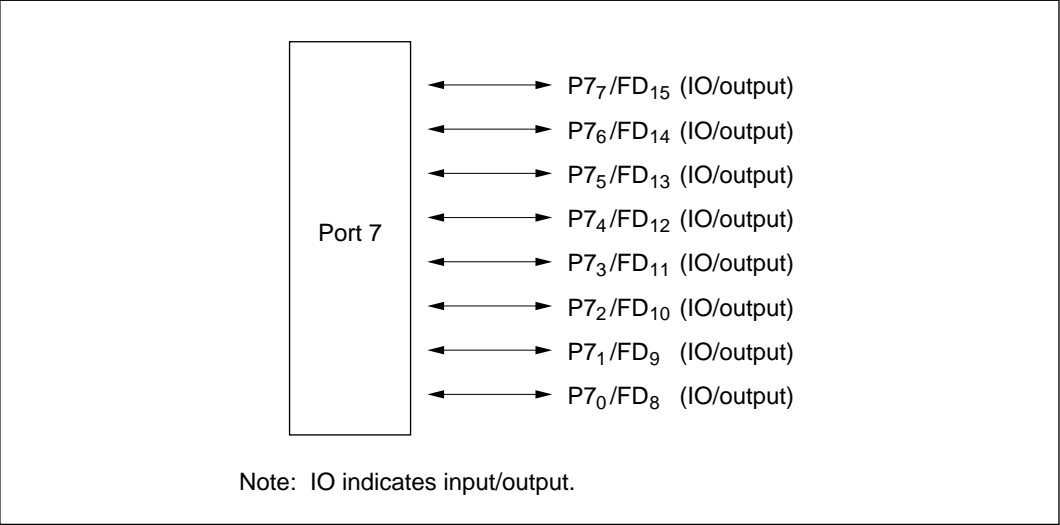 P7₇/FD₁₅ (IO/output)
P7₆/FD₁₄ (IO/output)
P7₅/FD₁₃ (IO/output)
P7₄/FD₁₂ (IO/output)
Port 7
P7₃/FD₁₁ (IO/output)
P7₂/FD₁₀ (IO/output)
P7₁/FD₉ (IO/output)
P7₀/FD₈ (IO/output)
Note: IO indicates input/output.